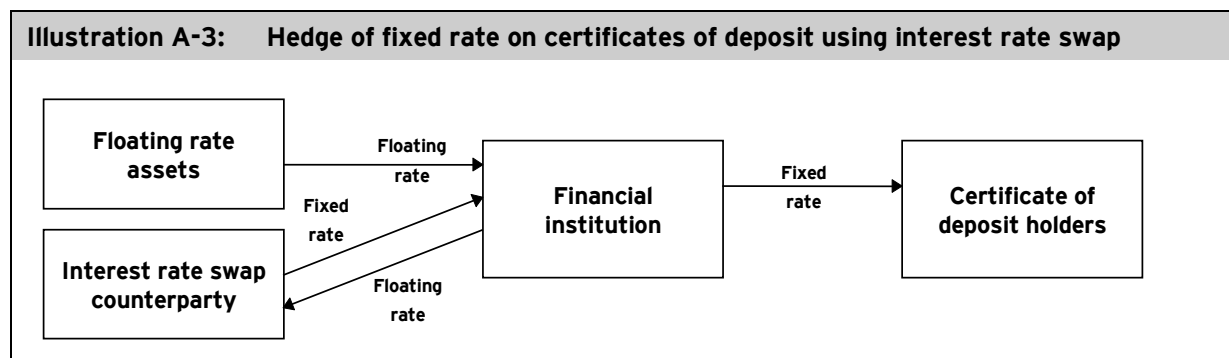 Illustration A-3: Hedge of fixed rate on certificates of deposit using interest rate swap
Floating rate
assets
Floating
rate
Fixed
rate
Interest rate swap
counterparty
Floating
rate
Financial
institution
Fixed
rate
Certificate of
deposit holders